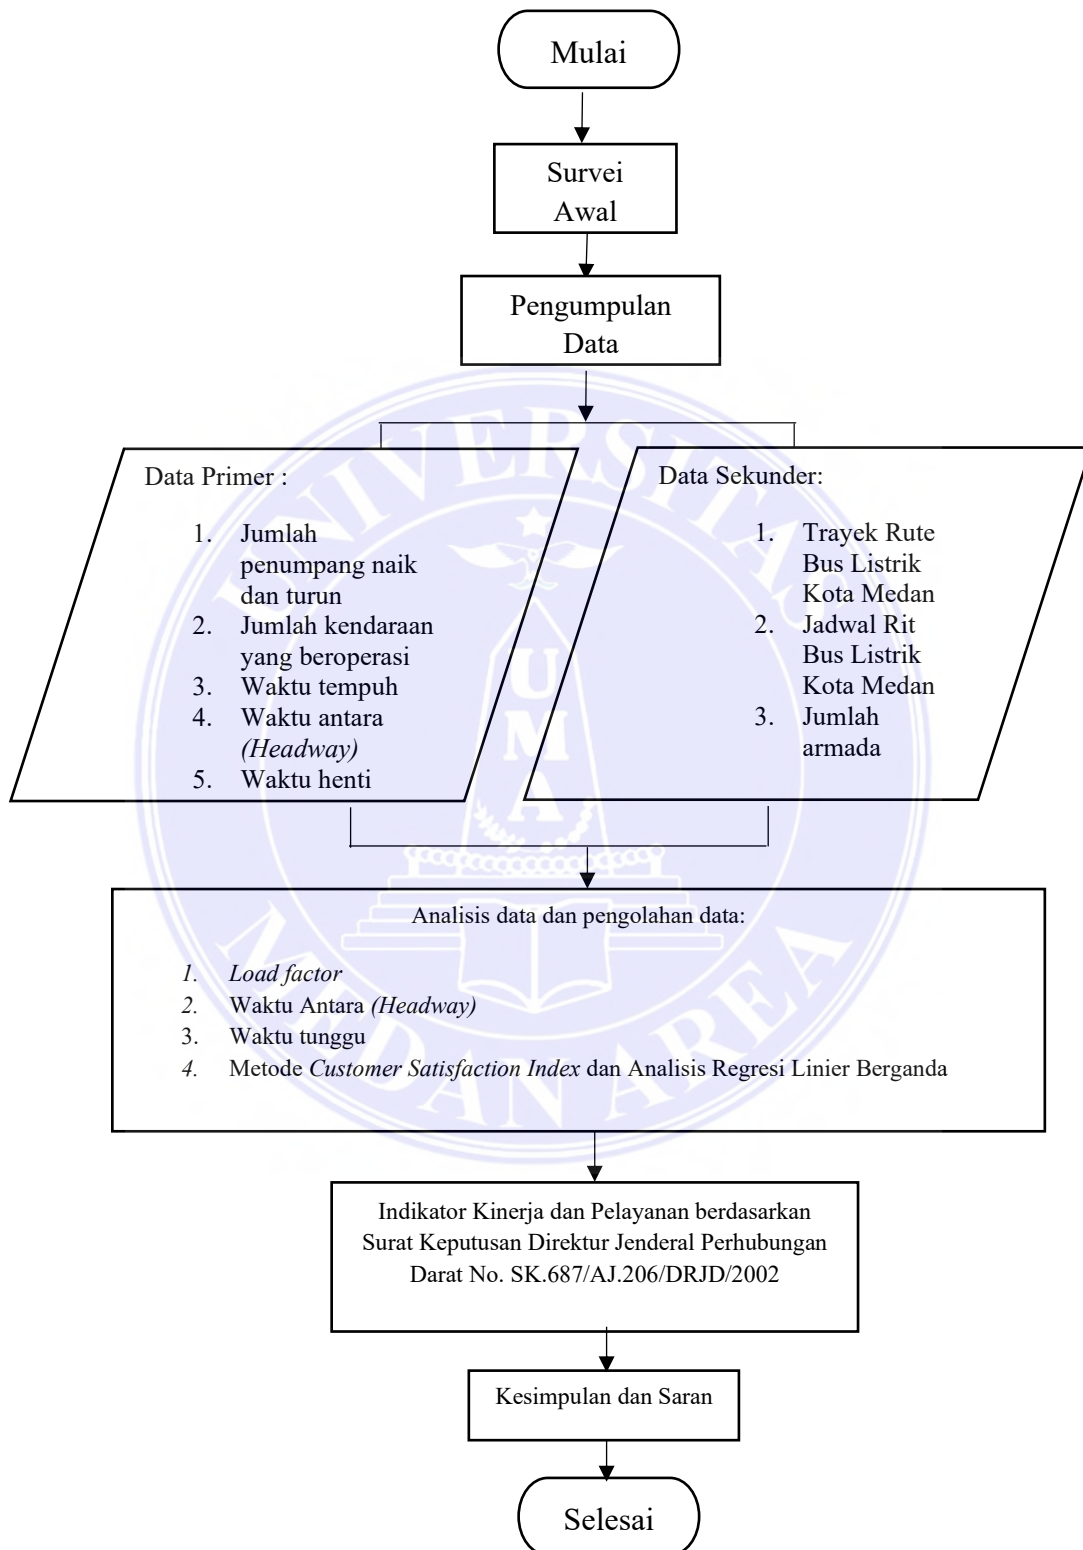 Mulai
Survei
Awal
Pengumpulan
Data
Data Primer :
1. Jumlah
penumpang naik
dan turun
2. Jumlah kendaraan
yang beroperasi
3. Waktu tempuh
4. Waktu antara
(Headway)
5. Waktu henti
Data Sekunder:
1. Trayek Rute
Bus Listrik
Kota Medan
2. Jadwal Rit
Bus Listrik
Kota Medan
3. Jumlah
armada
Analisis data dan pengolahan data:
1. Load factor
2. Waktu Antara (Headway)
3. Waktu tunggu
4. Metode Customer Satisfaction Index dan Analisis Regresi Linier Berganda
Indikator Kinerja dan Pelayanan berdasarkan
Surat Keputusan Direktur Jenderal Perhubungan
Darat No. SK.687/AJ.206/DRJD/2002
Kesimpulan dan Saran
Selesai
UNIVERSITAS
MEDAN AREA
UMA